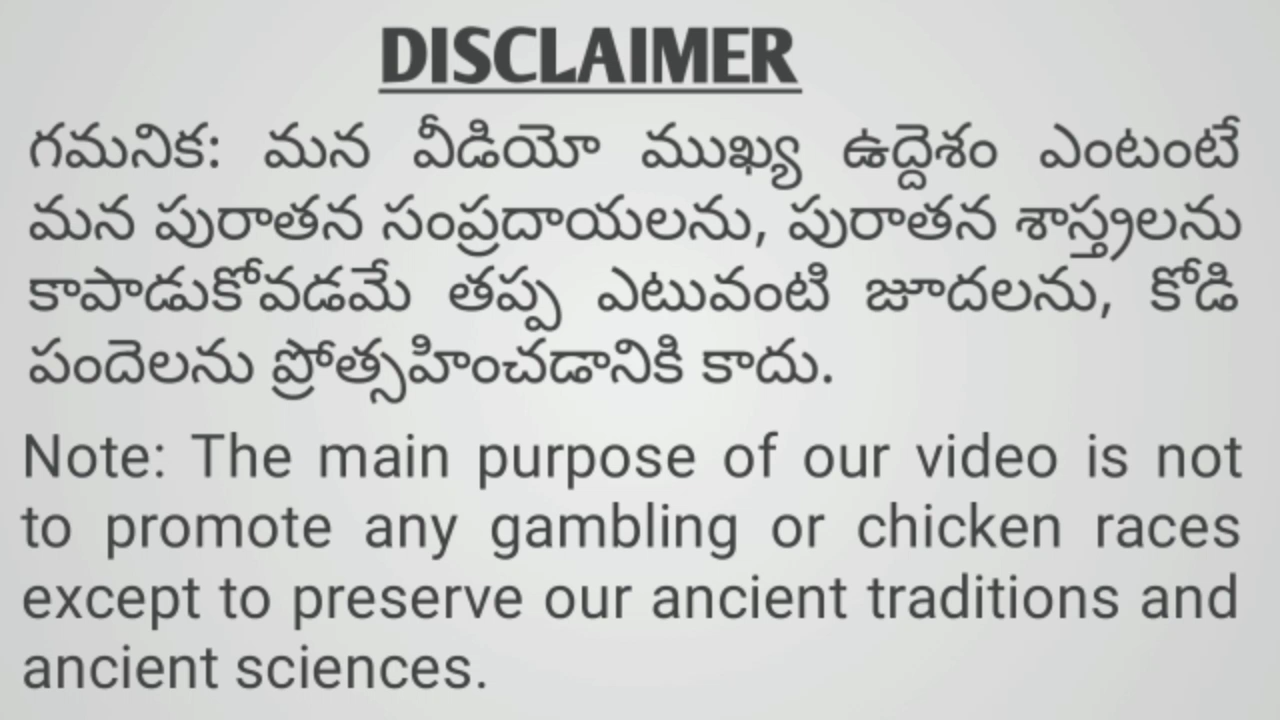 DISCLAIMER
గమనిక: మన వీడియో ముఖ్య ఉద్దెశం ఎంటంటే
మన పురాతన సంప్రదాయలను, పురాతన శాస్త్రలను
కాపాడుకోవడమే తప్ప ఎటువంటి జూదలను, కోడి
పందెలను ప్రోత్సహించడానికి కాదు.
Note: The main purpose of our video is not
to promote any gambling or chicken races
except to preserve our ancient traditions and
ancient sciences.